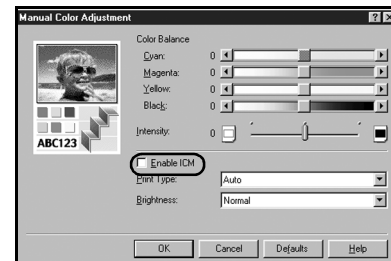 Manual Color Adjustment
Color Balance
Cyan: 0
Magenta: 0
Yellow: 0
Black: 0
Intensity: 0
ABC123
Enable ICM
Print Type: Auto
Brightness: Normal
OK Cancel Defaults Help